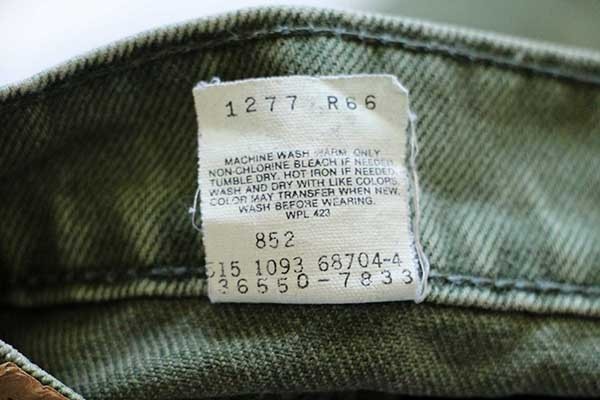 1277 R66
MACHINE WASH WARM ONLY
NON-CHLORINE BLEACH IF NEEDED
TUMBLE DRY. HOT IRON IF NEEDED.
WASH AND DRY WITH LIKE COLORS.
COLOR MAY TRANSFER WHEN NEW.
WASH BEFORE WEARING.
WPL 423
852
515 1093 68704-4
36550-7833